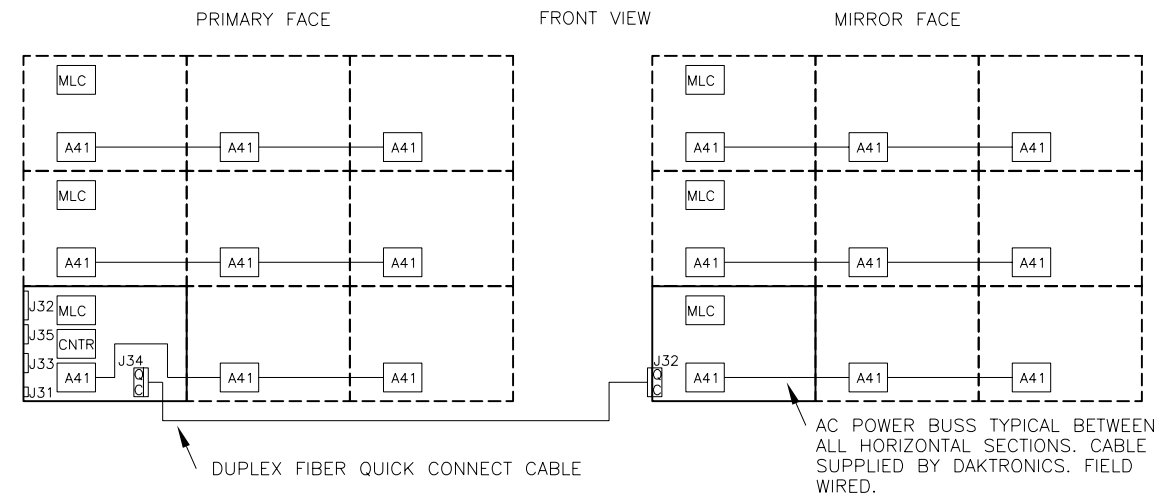 PRIMARY FACE
FRONT VIEW
MIRROR FACE
MLC
MLC
A41
A41
A41
A41
A41
A41
MLC
MLC
A41
A41
A41
A41
A41
A41
J32
MLC
MLC
J35
CNTR
J33
J34
J32
A41
Q
C
A41
A41
Q
C
A41
A41
A41
J31
AC POWER BUSS TYPICAL BETWEEN
ALL HORIZONTAL SECTIONS. CABLE
SUPPLIED BY DAKTRONICS. FIELD
WIRED.
DUPLEX FIBER QUICK CONNECT CABLE